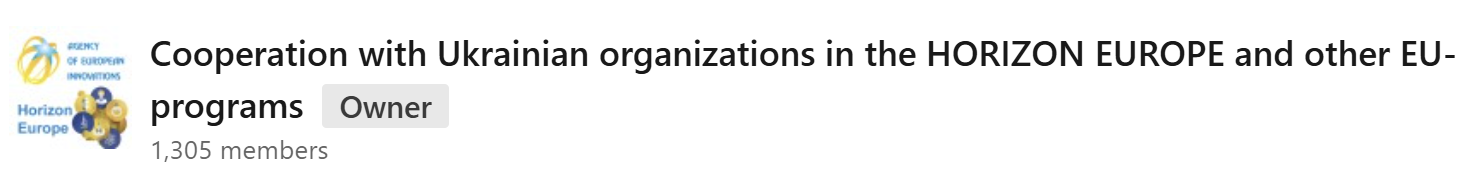 AGENCY
OF EUROPEAN
INNOVATIONS
Horizon
Europe
Cooperation with Ukrainian organizations in the HORIZON EUROPE and other EU-
programs Owner
1,305 members